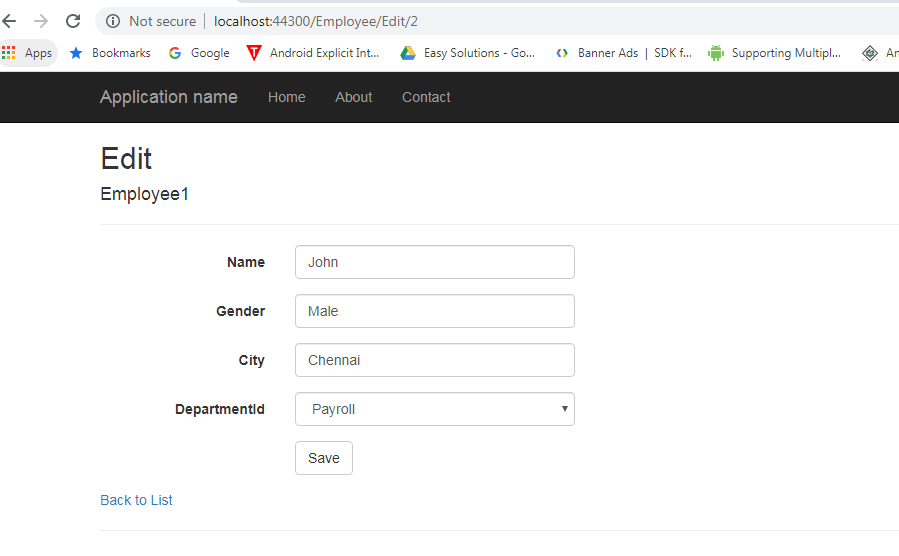 Not secure | localhost:44300/Employee/Edit/2
Apps Bookmarks Google Android Explicit Int... Easy Solutions - Go... Banner Ads | SDK f... Supporting Multipl... An
Application name Home About Contact
Edit
Employee1
Name John
Gender Male
City Chennai
DepartmentId Payroll
Save
Back to List